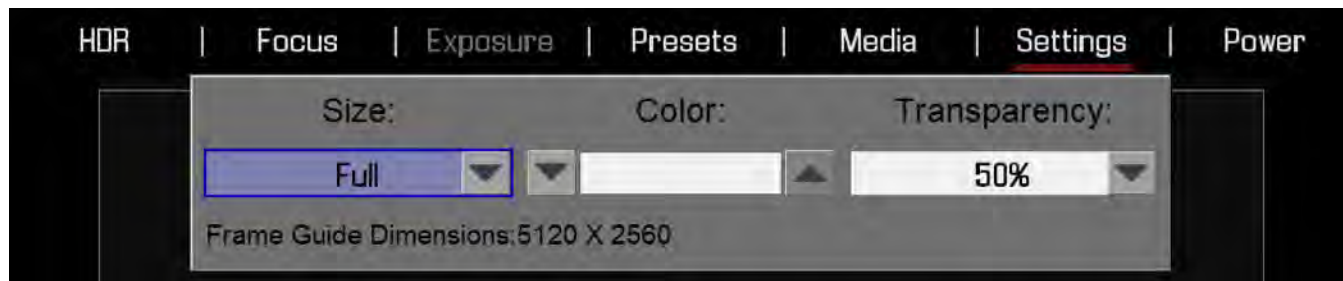 HDR | Focus | Exposure | Presets | Media | Settings | Power
Size: Color: Transparency:
Full 50%
Frame Guide Dimensions:5120 X 2560